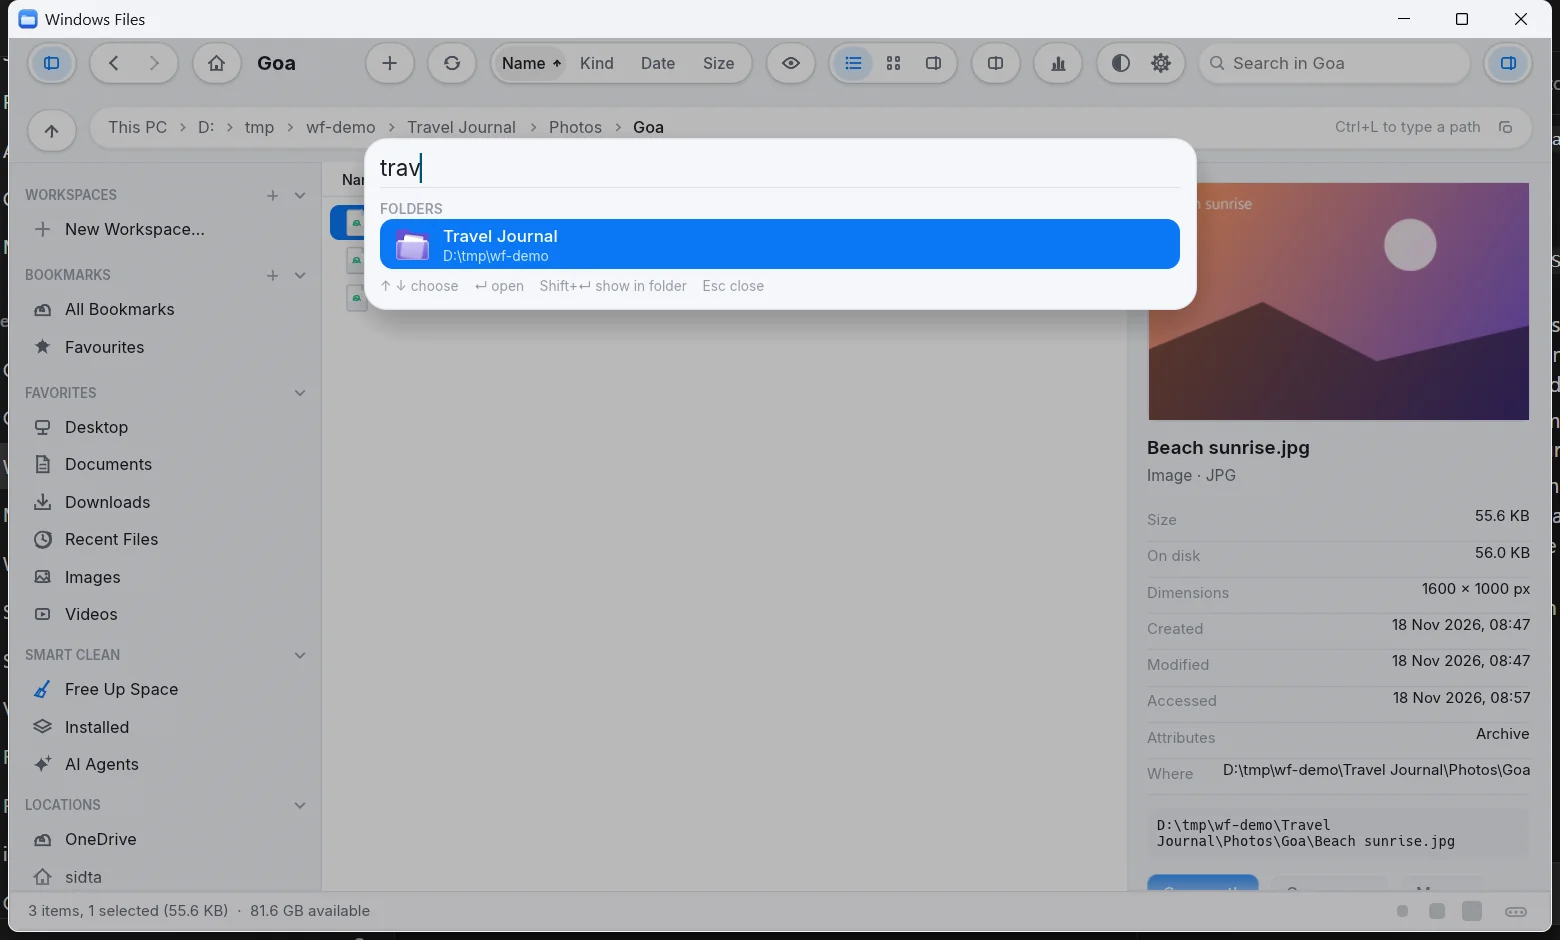 Windows Files
Goa
Name
Kind
Date
Size
Search in Goa
This PC > D: > tmp > wf-demo > Travel Journal > Photos > Goa
Ctrl+L to type a path
trav
FOLDERS
Travel Journal
D:\tmp\wf-demo
↑ ↓ choose ↵ open Shift+↵ show in folder Esc close
WORKSPACES
New Workspace...
BOOKMARKS
All Bookmarks
Favourites
FAVORITES
Desktop
Documents
Downloads
Recent Files
Images
Videos
SMART CLEAN
Free Up Space
Installed
AI Agents
LOCATIONS
OneDrive
sidta
sunrise
Beach sunrise.jpg
Image · JPG
Size 55.6 KB
On disk 56.0 KB
Dimensions 1600 × 1000 px
Created 18 Nov 2026, 08:47
Modified 18 Nov 2026, 08:47
Accessed 18 Nov 2026, 08:57
Attributes Archive
Where D:\tmp\wf-demo\Travel Journal\Photos\Goa
D:\tmp\wf-demo\Travel
Journal\Photos\Goa\Beach sunrise.jpg
3 items, 1 selected (55.6 KB) · 81.6 GB available